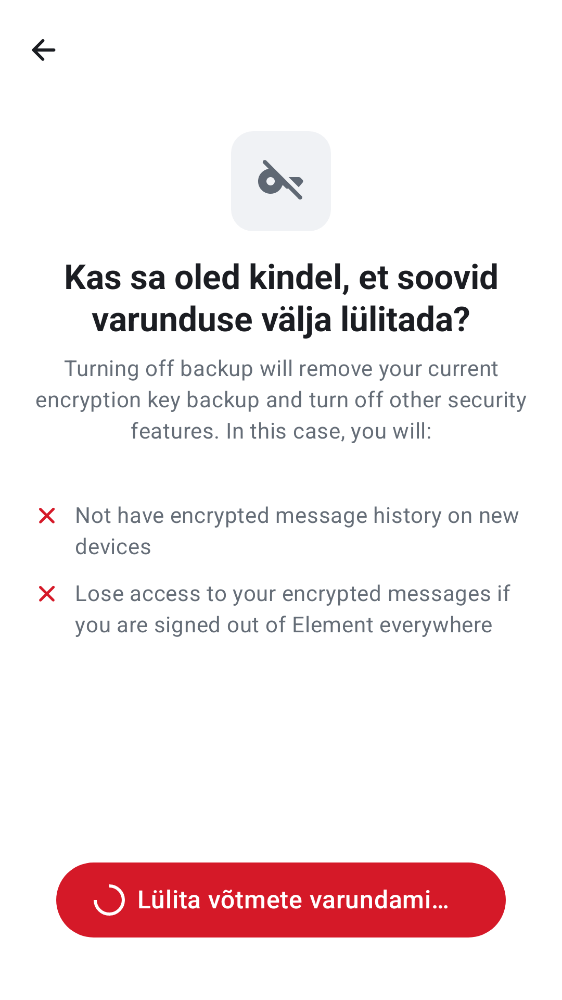 Kas sa oled kindel, et soovid
varunduse välja lülitada?
Turning off backup will remove your current
encryption key backup and turn off other security
features. In this case, you will:
Not have encrypted message history on new
devices
Lose access to your encrypted messages if
you are signed out of Element everywhere
Lülita võtmete varundami…